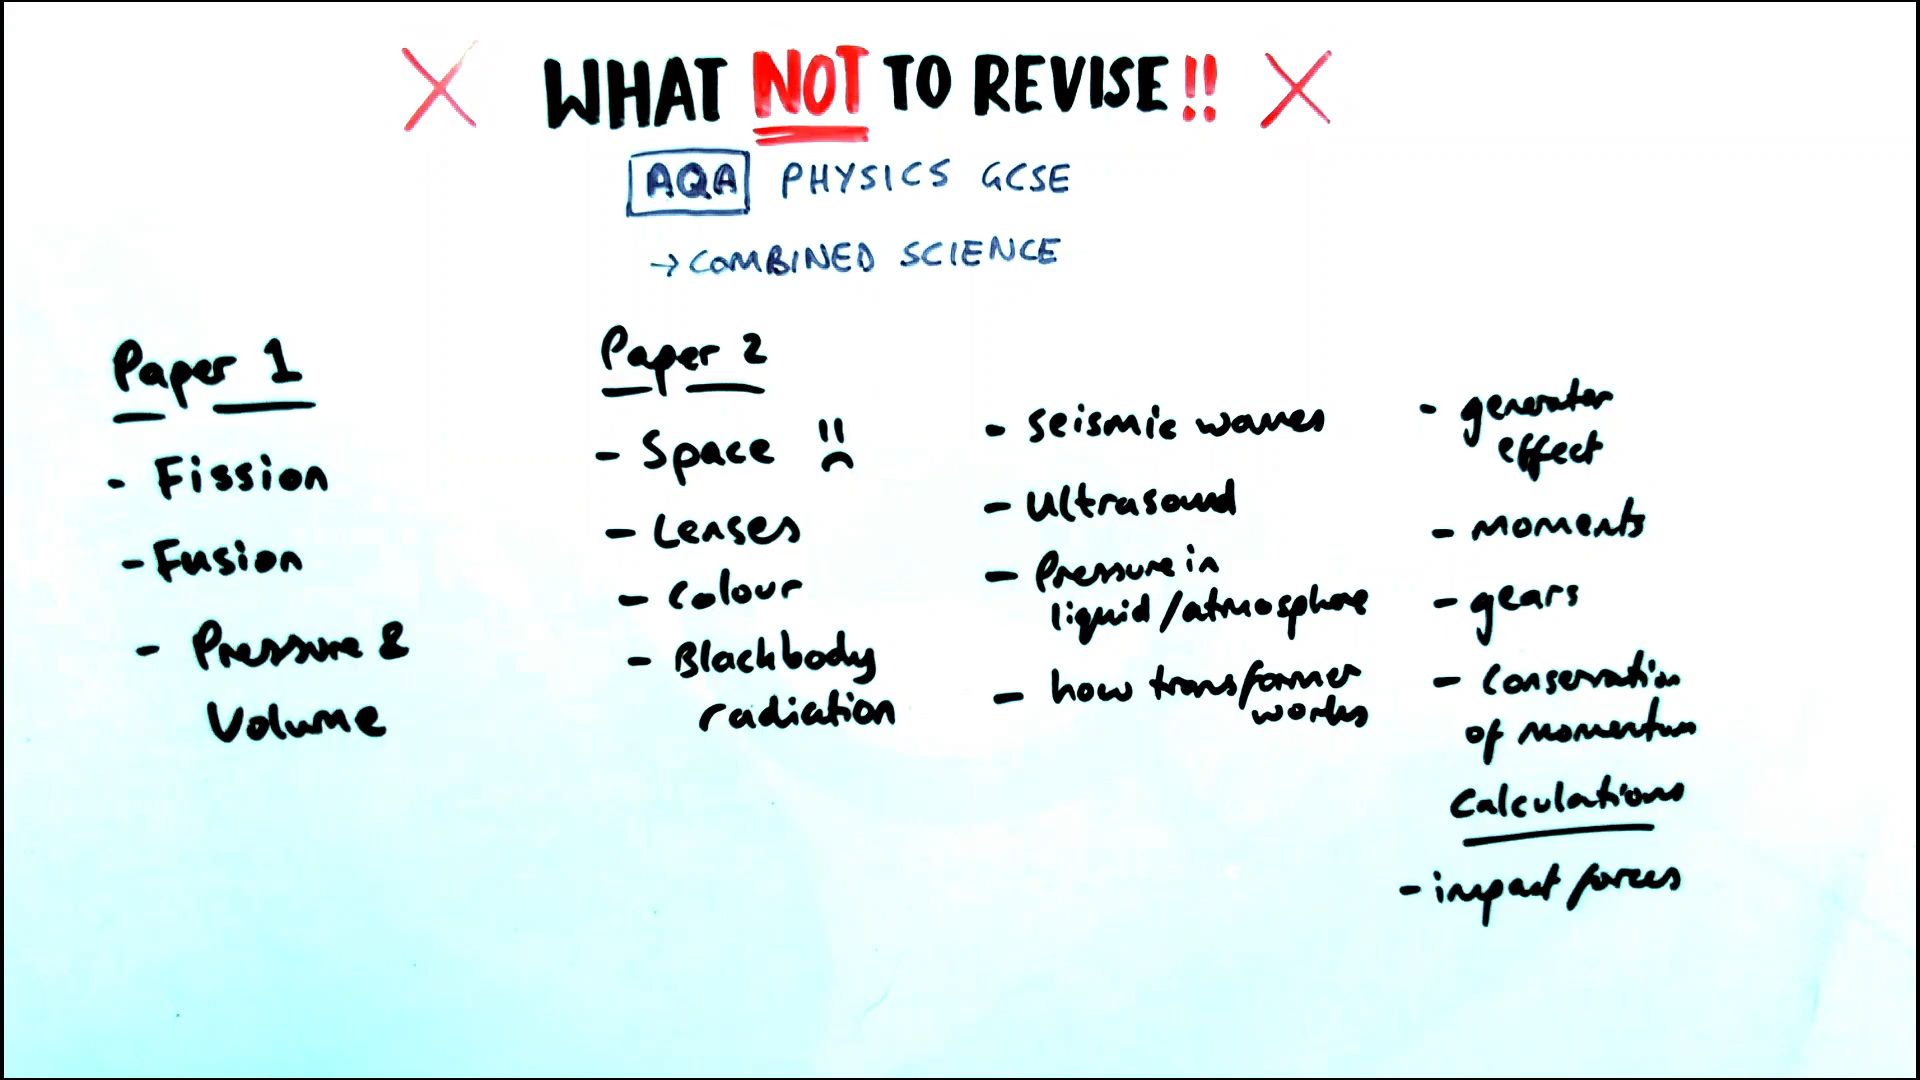 WHAT NOT TO REVISE!!
AQA PHYSICS GCSE
→ COMBINED SCIENCE
Paper 1
- Fission
- Fusion
- Pressure &
Volume
Paper 2
- Space !!
- Lenses
- Colour
- Blackbody
radiation
- Seismic waves
- Ultrasound
- Pressure in
liquid/atmosphere
- how transformer
works
- generator
effect
- moments
- gears
- Conservation
of momentum
Calculations
- impact forces